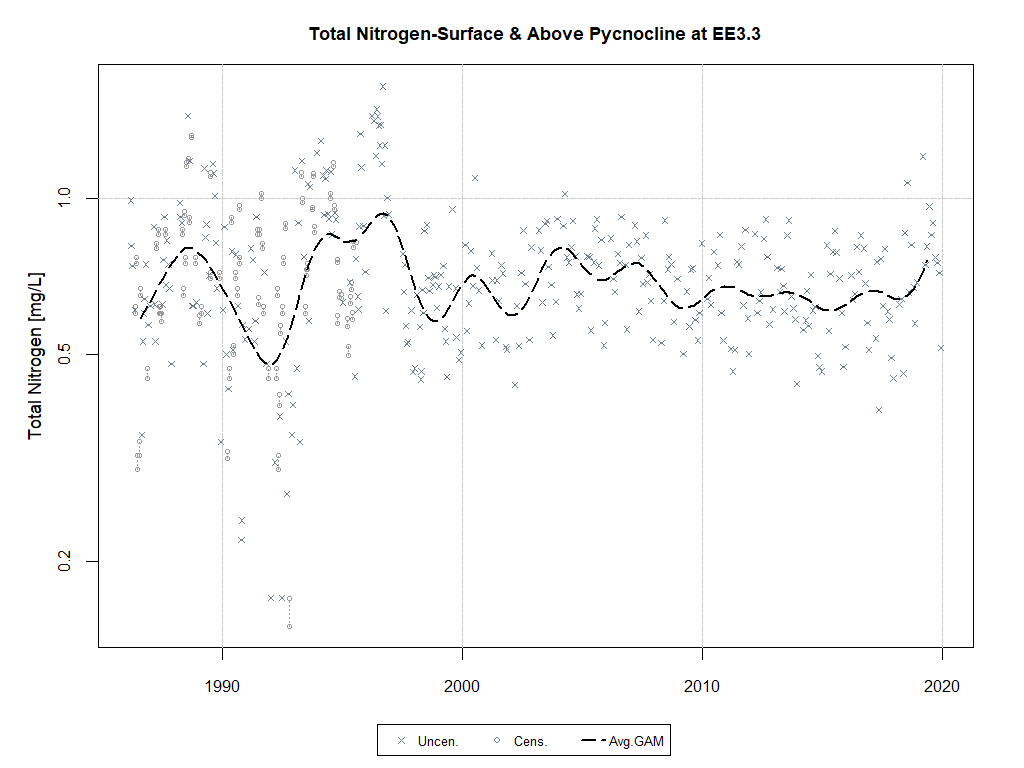 Total Nitrogen-Surface & Above Pycnocline at EE3.3
Total Nitrogen [mg/L]
1.0
0.5
0.2
1990 2000 2010 2020
Uncen. Cens. Avg.GAM